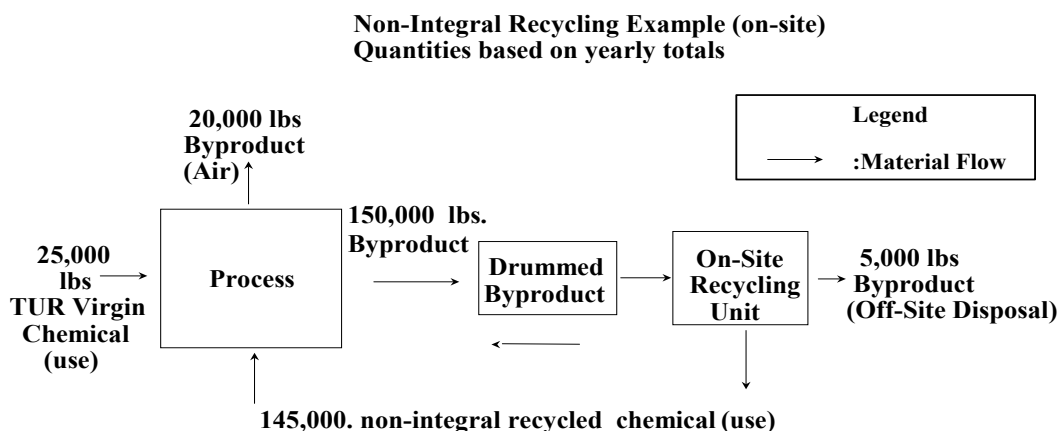 Non-Integral Recycling Example (on-site)
Quantities based on yearly totals
20,000 lbs
Byproduct
(Air)
Legend
:Material Flow
150,000 lbs.
Byproduct
25,000
lbs
TUR Virgin
Chemical
(use)
Process
Drummed
Byproduct
On-Site
Recycling
Unit
5,000 lbs
Byproduct
(Off-Site Disposal)
145,000. non-integral recycled chemical (use)